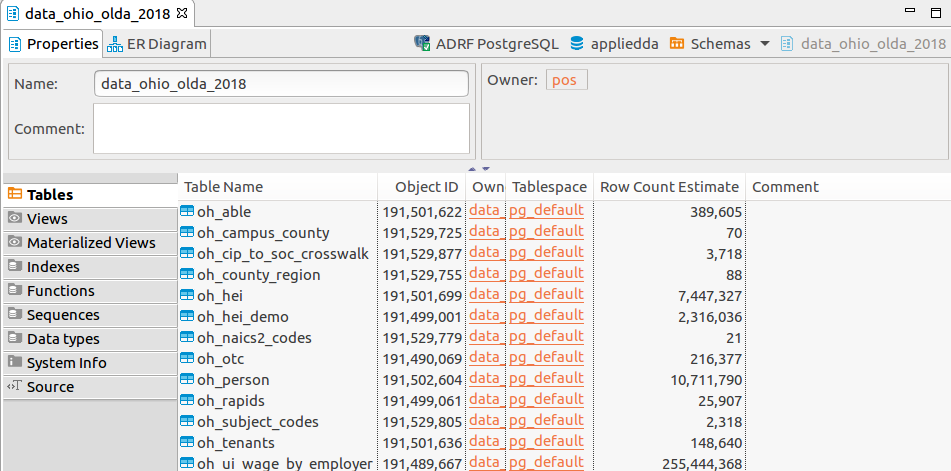 data_ohio_olda_2018
Properties ER Diagram ADRF PostgreSQL appliedda Schemas data_ohio_olda_2018
Name: data_ohio_olda_2018 Owner: pos
Comment:
Tables
Views
Materialized Views
Indexes
Functions
Sequences
Data types
System Info
Source
Table Name Object ID Own Tablespace Row Count Estimate Comment
oh_able 191,501,622 data_ pg_default 389,605
oh_campus_county 191,529,725 data_ pg_default 70
oh_cip_to_soc_crosswalk 191,529,877 data_ pg_default 3,718
oh_county_region 191,529,755 data_ pg_default 88
oh_hei 191,501,699 data_ pg_default 7,447,327
oh_hei_demo 191,499,001 data_ pg_default 2,316,036
oh_naics2_codes 191,529,779 data_ pg_default 21
oh_otc 191,490,069 data_ pg_default 216,377
oh_person 191,502,604 data_ pg_default 10,711,790
oh_rapids 191,499,061 data_ pg_default 25,907
oh_subject_codes 191,529,805 data_ pg_default 2,318
oh_tenants 191,501,636 data_ pg_default 148,640
oh_ui_wage_by_employer 191,489,667 data_ pg_default 255,444,368